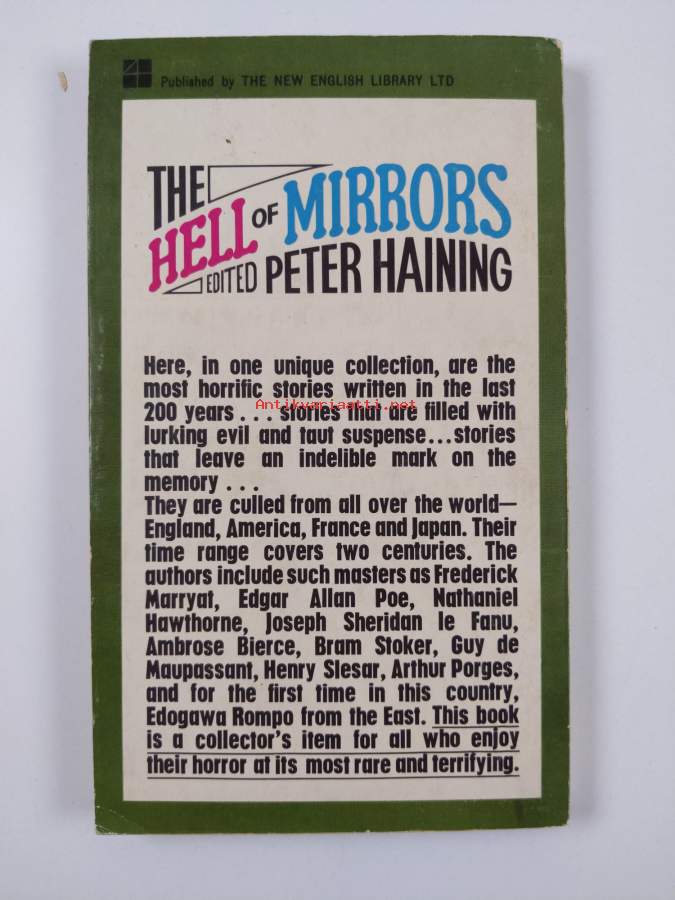 Published by THE NEW ENGLISH LIBRARY LTD
THE
HELL OF MIRRORS
EDITED PETER HAINING
Here, in one unique collection, are the
most horrific stories written in the last
200 years . . . stories that are filled with
Antikvariaatti.net
lurking evil and taut suspense...stories
that leave an indelible mark on the
memory . . .
They are culled from all over the world—
England, America, France and Japan. Their
time range covers two centuries. The
authors include such masters as Frederick
Marryat, Edgar Allan Poe, Nathaniel
Hawthorne, Joseph Sheridan le Fanu,
Ambrose Bierce, Bram Stoker, Guy de
Maupassant, Henry Slesar, Arthur Porges,
and for the first time in this country,
Edogawa Rompo from the East. This book
is a collector's item for all who enjoy
their horror at its most rare and terrifying.